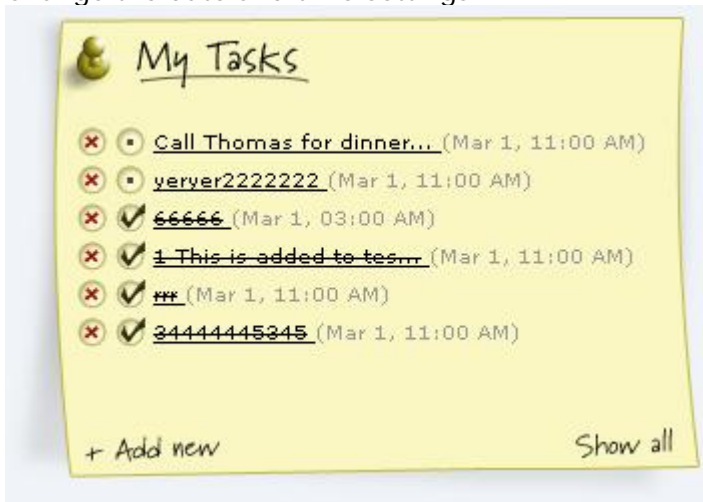 My Tasks
Call Thomas for dinner... (Mar 1, 11:00 AM)
yeryer2222222 (Mar 1, 11:00 AM)
66666 (Mar 1, 03:00 AM)
1 This is added to tes... (Mar 1, 11:00 AM)
rrr (Mar 1, 11:00 AM)
34444445345 (Mar 1, 11:00 AM)
+ Add new
Show all